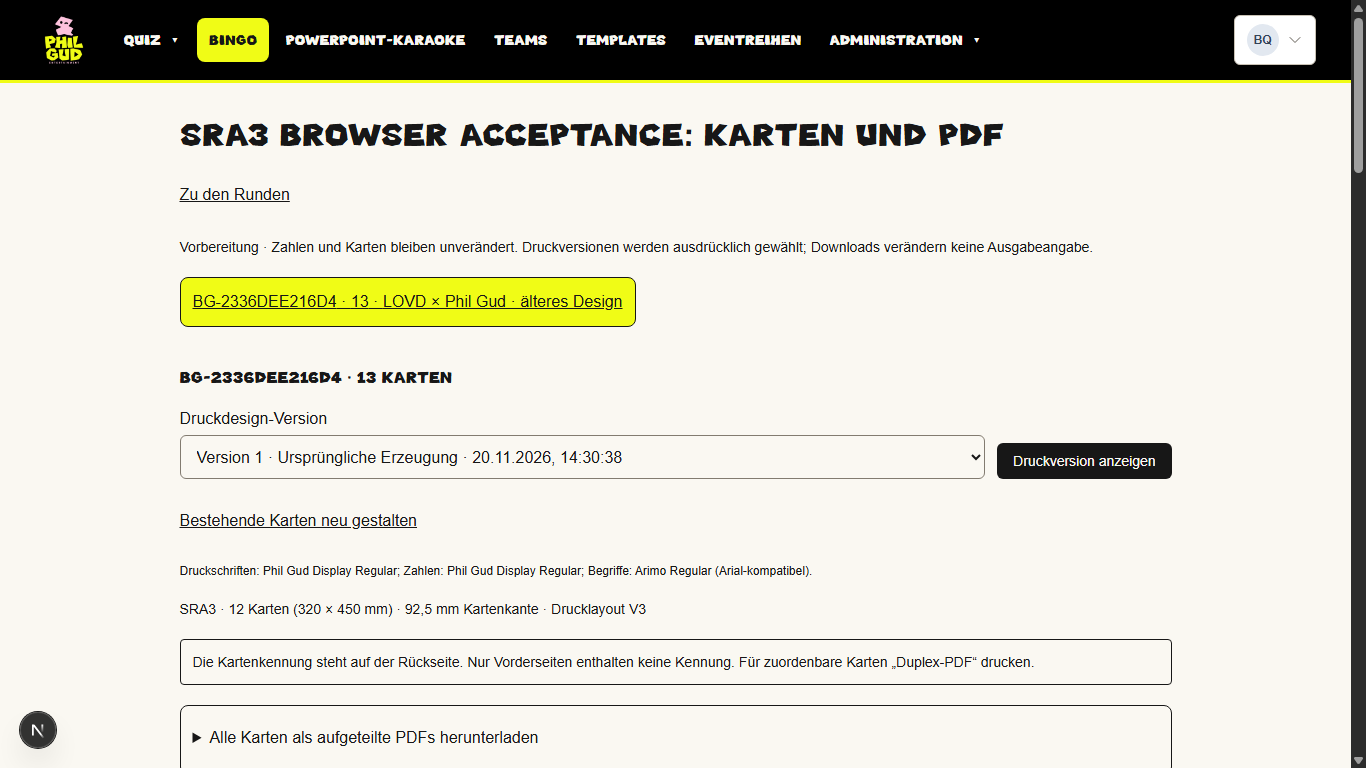 PHIL GUD
QUIZ ▼ BINGO POWERPOINT-KARAOKE TEAMS TEMPLATES EVENTREIHEN ADMINISTRATION ▼ BQ
SRA3 BROWSER ACCEPTANCE: KARTEN UND PDF
Zu den Runden
Vorbereitung · Zahlen und Karten bleiben unverändert. Druckversionen werden ausdrücklich gewählt; Downloads verändern keine Ausgabeangabe.
BG-2336DEE216D4 · 13 · LOVD × Phil Gud · älteres Design
BG-2336DEE216D4 · 13 KARTEN
Druckdesign-Version
Version 1 · Ursprüngliche Erzeugung · 20.11.2026, 14:30:38
Druckversion anzeigen
Bestehende Karten neu gestalten
Druckschriften: Phil Gud Display Regular; Zahlen: Phil Gud Display Regular; Begriffe: Arimo Regular (Arial-kompatibel).
SRA3 · 12 Karten (320 × 450 mm) · 92,5 mm Kartenkante · Drucklayout V3
Die Kartenkennung steht auf der Rückseite. Nur Vorderseiten enthalten keine Kennung. Für zuordenbare Karten „Duplex-PDF“ drucken.
▶ Alle Karten als aufgeteilte PDFs herunterladen
N